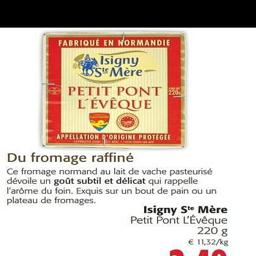 FABRIQUÉ EN NORMANDIE
Isigny
Ste Mère
PETIT PONT
L'ÉVÊQUE
220g
APPELLATION D'ORIGINE PROTÉGÉE
Du fromage raffiné
Ce fromage normand au lait de vache pasteurisé
dévoile un goût subtil et délicat qui rappelle
l'arôme du foin. Exquis sur un bout de pain ou un
plateau de fromages.
Isigny Ste Mère
Petit Pont L'Évêque
220 g
€ 11,32/kg